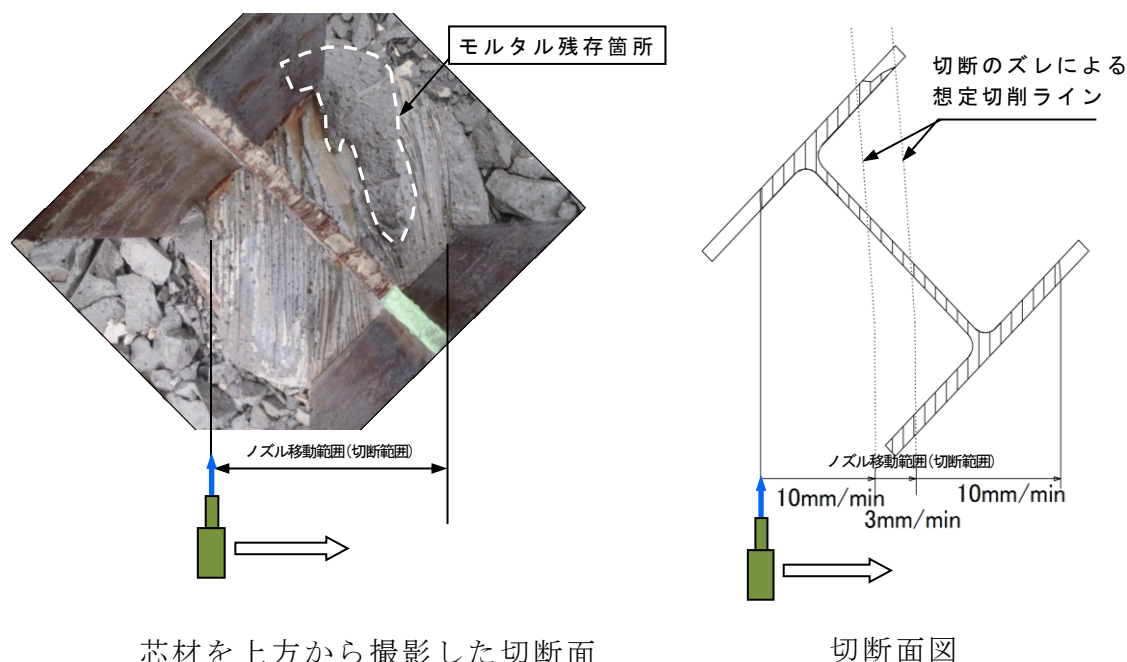 モルタル残存箇所
切断のズレによる
想定切削ライン
ノズル移動範囲(切断範囲)
ノズル移動範囲(切断範囲)
10mm/min
3mm/min
10mm/min
芯材を上方から撮影した切断面
切断面図